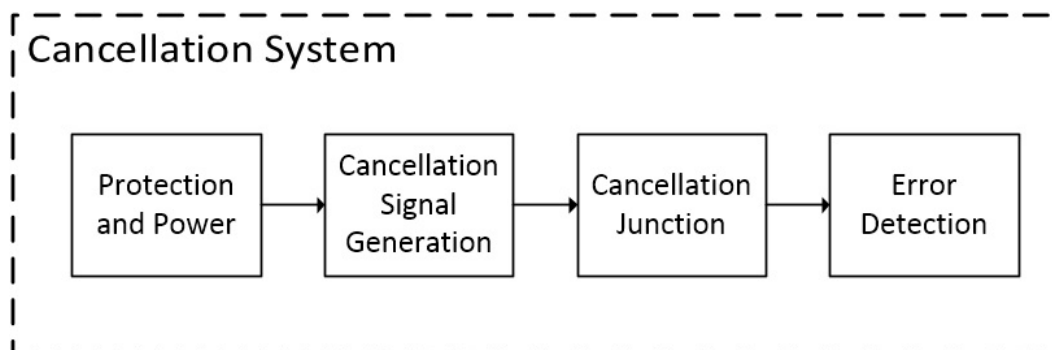 Cancellation System
Protection
and Power
Cancellation
Signal
Generation
Cancellation
Junction
Error
Detection